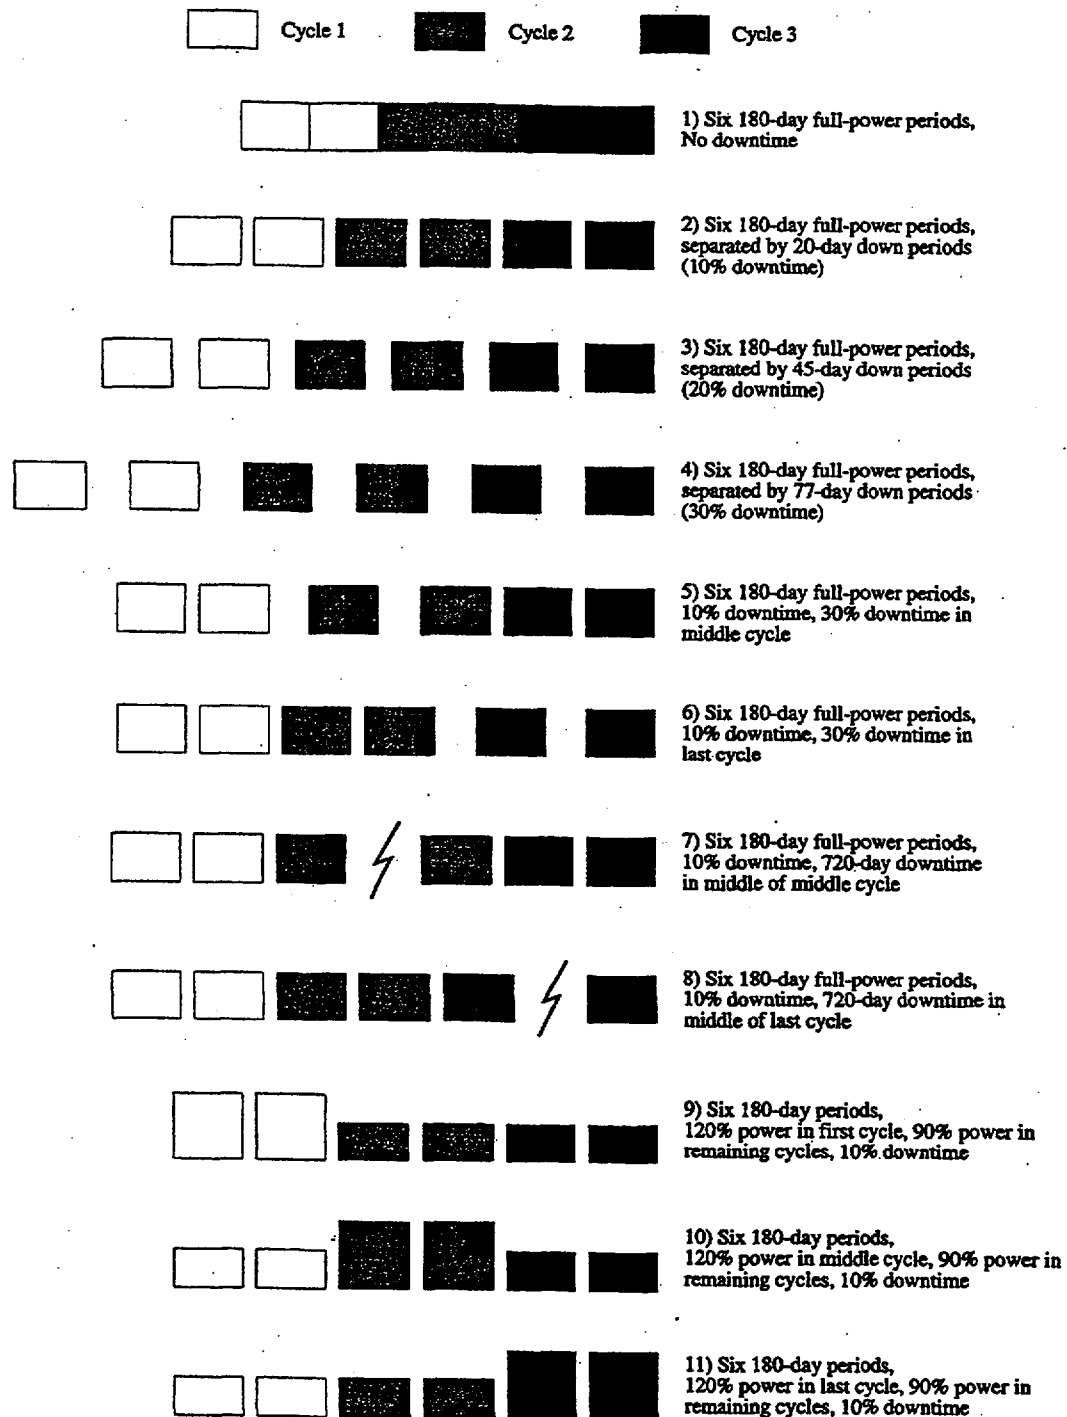 Cycle 1 Cycle 2 Cycle 3
1) Six 180-day full-power periods,
No downtime
2) Six 180-day full-power periods,
separated by 20-day down periods
(10% downtime)
3) Six 180-day full-power periods,
separated by 45-day down periods
(20% downtime)
4) Six 180-day full-power periods,
separated by 77-day down periods
(30% downtime)
5) Six 180-day full-power periods,
10% downtime, 30% downtime in
middle cycle
6) Six 180-day full-power periods,
10% downtime, 30% downtime in
last cycle
7) Six 180-day full-power periods,
10% downtime, 720-day downtime
in middle of middle cycle
8) Six 180-day full-power periods,
10% downtime, 720-day downtime in
middle of last cycle
9) Six 180-day periods,
120% power in first cycle, 90% power in
remaining cycles, 10% downtime
10) Six 180-day periods,
120% power in middle cycle, 90% power in
remaining cycles, 10% downtime
11) Six 180-day periods,
120% power in last cycle, 90% power in
remaining cycles, 10% downtime